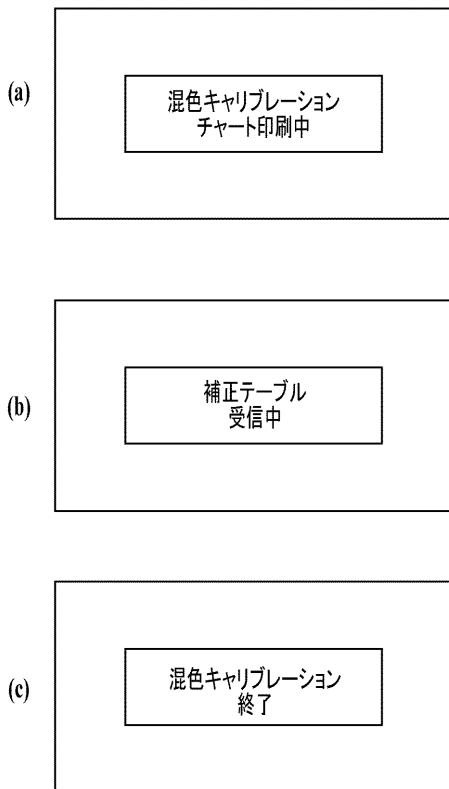 (a)
混色キャリブレーション
チャート印刷中
(b)
補正テーブル
受信中
(c)
混色キャリブレーション
終了